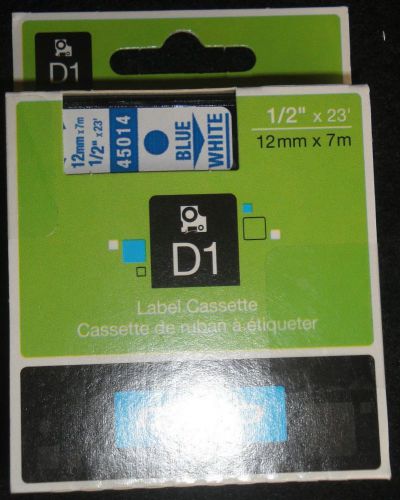 D1
1/2" x 23'
12mm x 7m
12mm x 7m
1/2" x 23'
45014
BLUE
WHITE
D1
Label Cassette
Cassette de ruban à étiqueter